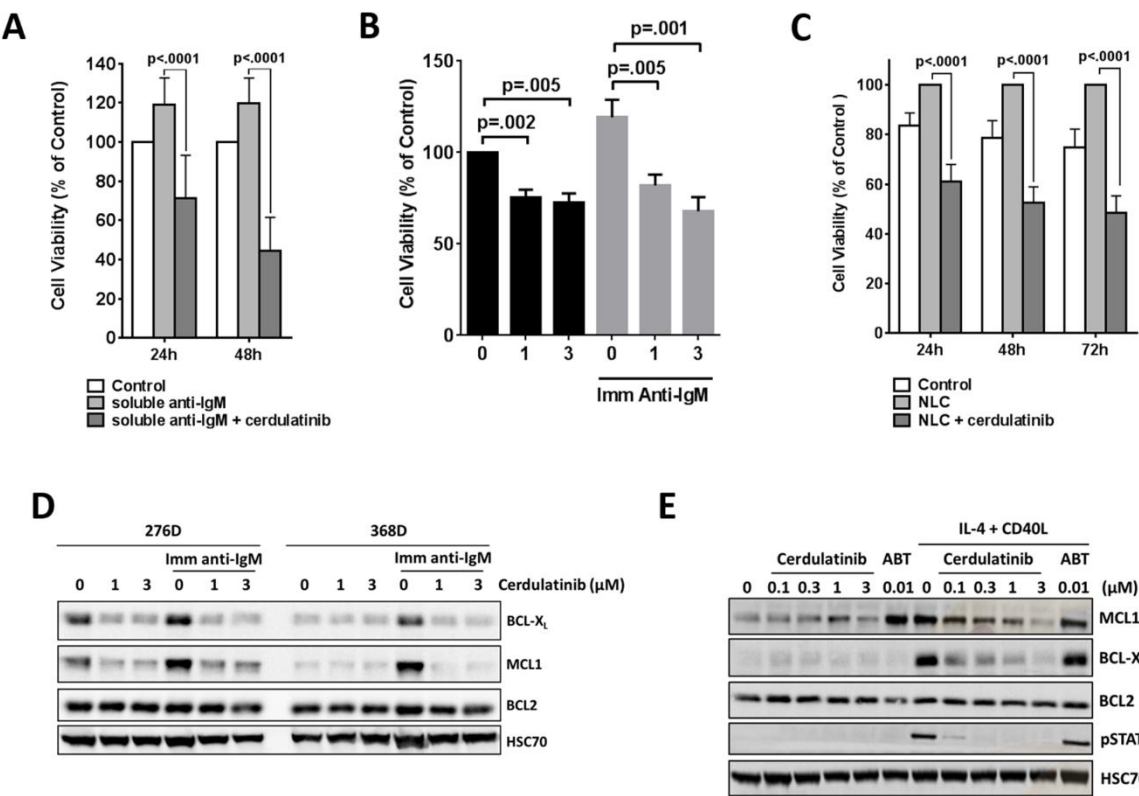 A
Cell Viability (% of Control)
140
120
100
80
60
40
20
0
p<.0001
p<.0001
24h
48h
Control
soluble anti-IgM
soluble anti-IgM + cerdulatinib
B
Cell Viability (% of Control)
150
100
50
0
p=.001
p=.005
p=.005
p=.002
0 1 3 0 1 3
Imm Anti-IgM
C
Cell Viability (% of Control )
100
80
60
40
20
0
p<.0001
p<.0001
p<.0001
24h
48h
72h
Control
NLC
NLC + cerdulatinib
D
276D 368D
Imm anti-IgM Imm anti-IgM
0 1 3 0 1 3 0 1 3 0 1 3 Cerdulatinib (μM)
BCL-XL
MCL1
BCL2
HSC70
E
IL-4 + CD40L
Cerdulatinib ABT Cerdulatinib ABT
0 0.1 0.3 1 3 0.01 0 0.1 0.3 1 3 0.01 (μM)
MCL1
BCL-X
BCL2
pSTAT
HSC70